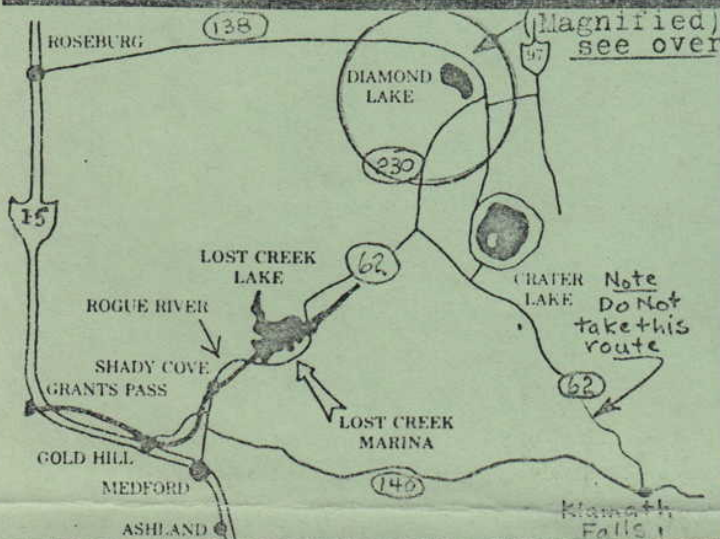 (Magnified)
see over
138
ROSEBURG
97
DIAMOND
LAKE
230
I5
LOST CREEK
LAKE
62
CRATER
LAKE
Note
Do Not
take this
route
ROGUE RIVER
SHADY COVE
GRANTS PASS
62
LOST CREEK
MARINA
GOLD HILL
MEDFORD
140
Klamath
Falls
ASHLAND